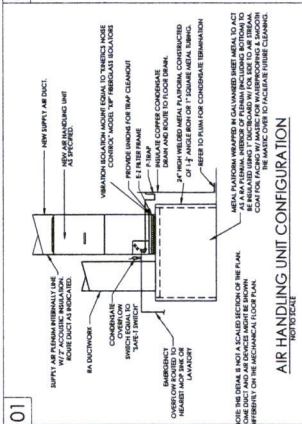 01
NEW SUPPLY AIR DUCT.
NEW AIR HANDLING UNIT
AS SPECIFIED.
VIBRATION ISOLATION MOUNT EQUAL TO "KINETICS NOISE
CONTROL" MODEL "KIP" FIBERGLASS ISOLATORS
PROVIDE UNIONS FOR TRAP CLEANOUT
E-Z FILTER FRAME
P-TRAP
INSULATE COPPER CONDENSATE
DRAIN AND ROUTE TO FLOOR DRAIN.
24" HIGH WELDED METAL PLATFORM, CONSTRUCTED
OF ANGLE IRON OR 1" SQUARE METAL TUBING.
REFER TO PLUMB FOR CONDENSATE TERMINATION
METAL PLATFORM WRAPPED IN GALVANIZED SHEET METAL TO ACT
AS A RA PLENUM. INTERIOR OF PLENUM (INCLUDING BOTTOM) TO
BE INSULATED USING 1" DUCTBOARD W/ FOIL SIDE TO AIR STREAM.
COAT FOIL FACING W/ MASTIC FOR WATERPROOFING & SMOOTH
THE MASTIC OVER TO FACILITATE FUTURE CLEANING.
SUPPLY AIR PLENUM INTERNALLY LINE
W/ 2" ACOUSTIC INSULATION.
ROUTE DUCT AS INDICATED.
RA DUCTWORK
CONDENSATE
OVERFLOW
SWITCH EQUAL TO
"SAFE-T SWITCH"
EMERGENCY
OVERFLOW ROUTED TO
NEAREST MOP SINK OR
LAVATORY
NOTE: THIS DETAIL IS NOT A SCALED SECTION OF THE PLAN.
SOME DUCT AND AIR DEVICES MIGHT BE SHOWN
DIFFERENTLY ON THE MECHANICAL FLOOR PLAN.
AIR HANDLING UNIT CONFIGURATION
NOT TO SCALE